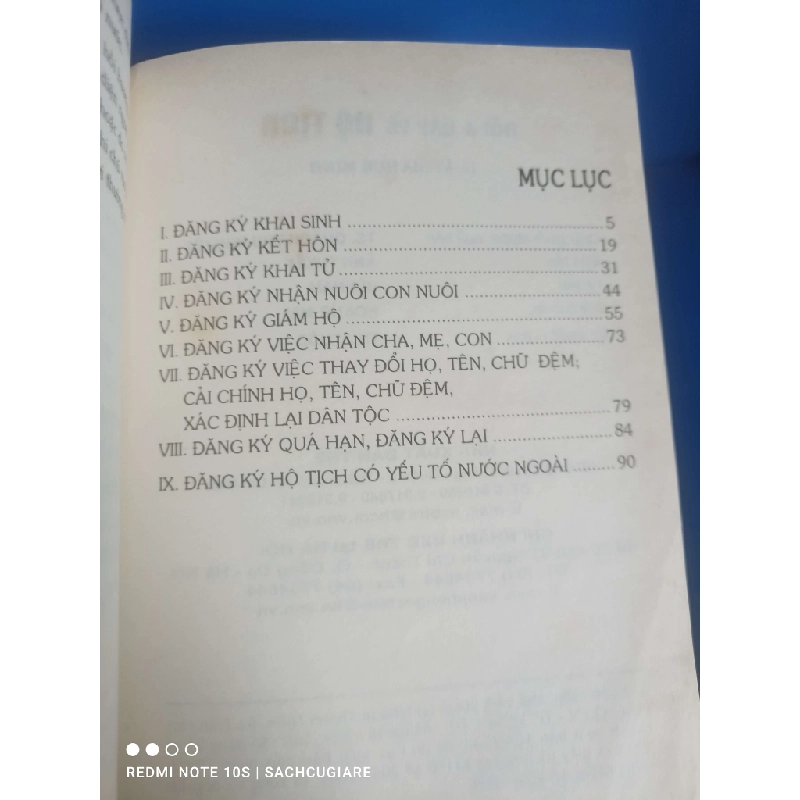 MỤC LỤC
I. ĐĂNG KÝ KHAI SINH ........ 5
II. ĐĂNG KÝ KẾT HÔN ........ 19
III. ĐĂNG KÝ KHAI TỬ ........ 31
IV. ĐĂNG KÝ NHẬN NUÔI CON NUÔI ........ 44
V. ĐĂNG KÝ GIÁM HỘ ........ 55
VI. ĐĂNG KÝ VIỆC NHẬN CHA, MẸ, CON ........ 73
VII. ĐĂNG KÝ VIỆC THAY ĐỔI HỌ, TÊN, CHỮ ĐỆM;
CẢI CHÍNH HỌ, TÊN, CHỮ ĐỆM,
XÁC ĐỊNH LẠI DÂN TỘC ........ 79
VIII. ĐĂNG KÝ QUÁ HẠN, ĐĂNG KÝ LẠI ........ 84
IX. ĐĂNG KÝ HỘ TỊCH CÓ YẾU TỐ NƯỚC NGOÀI ........ 90
REDMI NOTE 10S | SACHCUGIARE